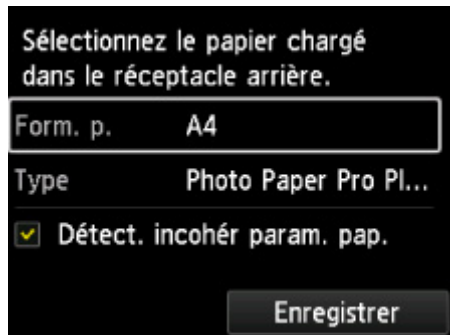 Sélectionnez le papier chargé
dans le réceptacle arrière.
Form. p. A4
Type Photo Paper Pro Pl...
Détect. incohér param. pap.
Enregistrer